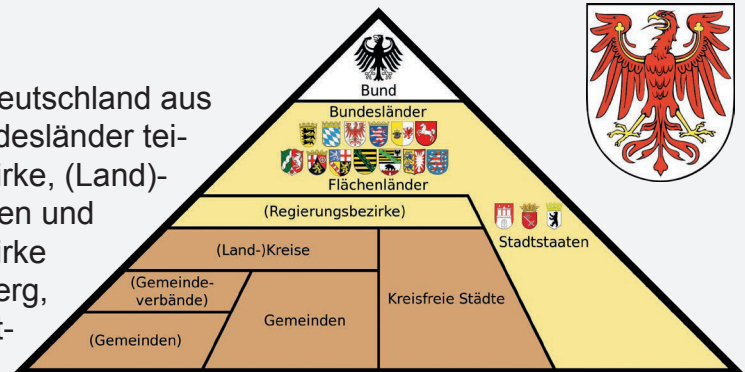 eutschland aus
desländer tei-
irke, (Land)-
en und
irke
erg,
t-
Bund
Bundesländer
Flächenländer
(Regierungsbezirke)
Stadtstaaten
(Land-)Kreise
(Gemeinde-
verbände)
Kreisfreie Städte
Gemeinden
(Gemeinden)